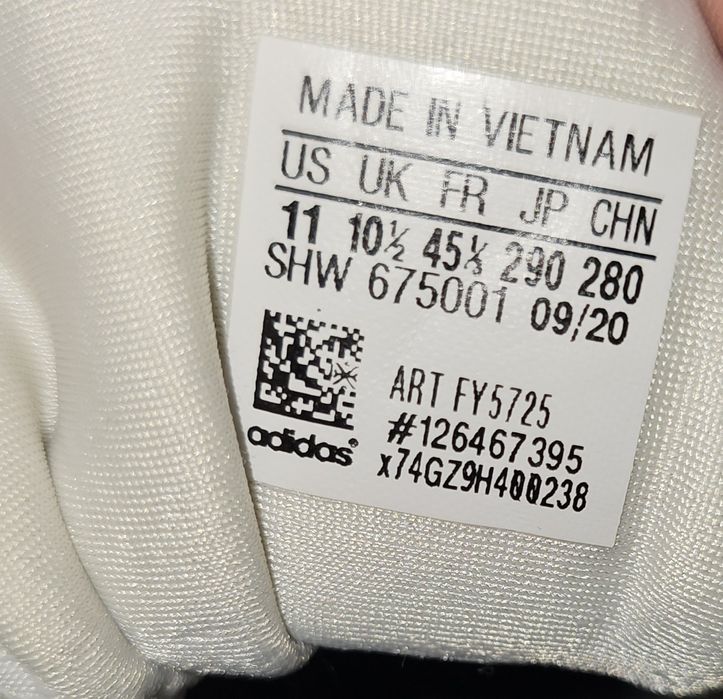 MADE IN VIETNAM
US UK FR JP CHN
11 10½ 45⅓ 290 280
SHW 675001 09/20
ART FY5725
#126467395
x74GZ9H400238
adidas®